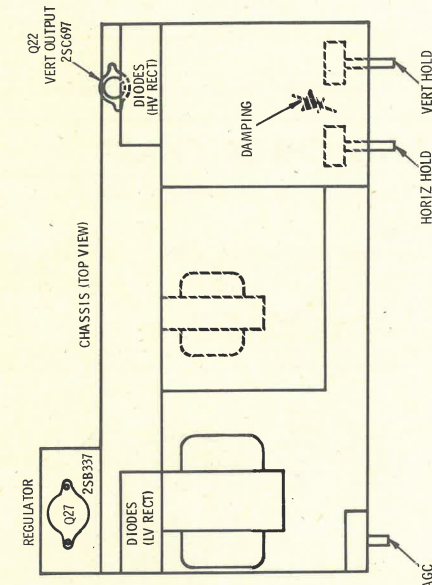 Q22
VERT OUTPUT
2SC697
DIODES
(HV RECT)
DAMPING
VERT HOLD
HORIZ HOLD
CHASSIS (TOP VIEW)
REGULATOR
Q27
2SB337
DIODES
(LV RECT)
AGC